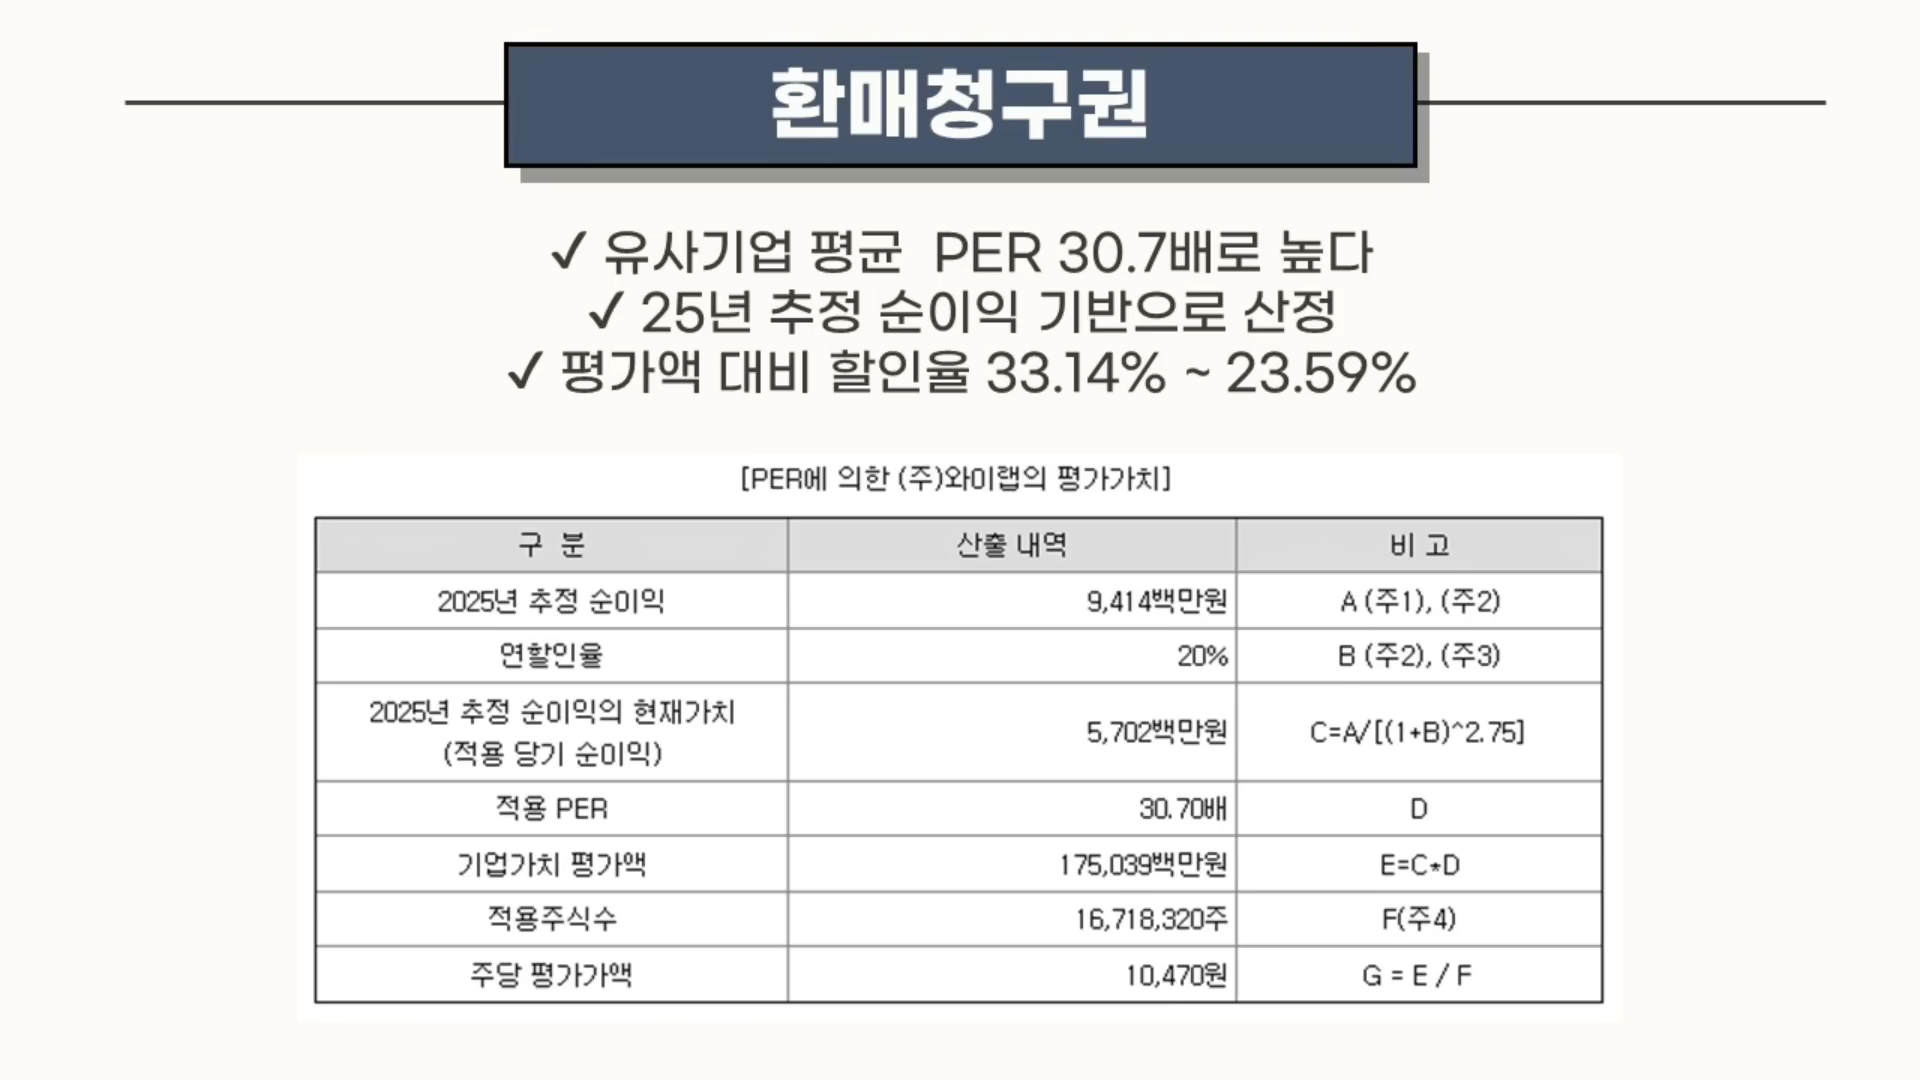 환매청구권
✓ 유사기업 평균 PER 30.7배로 높다
✓ 25년 추정 순이익 기반으로 산정
✓ 평가액 대비 할인율 33.14% ~ 23.59%
[PER에 의한 (주)와이랩의 평가가치]
구 분 산출 내역 비 고
2025년 추정 순이익 9,414백만원 A (주1), (주2)
연할인율 20% B (주2), (주3)
2025년 추정 순이익의 현재가치
(적용 당기 순이익) 5,702백만원 C=A/[(1+B)^2.75]
적용 PER 30.70배 D
기업가치 평가액 175,039백만원 E=C*D
적용주식수 16,718,320주 F(주4)
주당 평가가액 10,470원 G = E / F